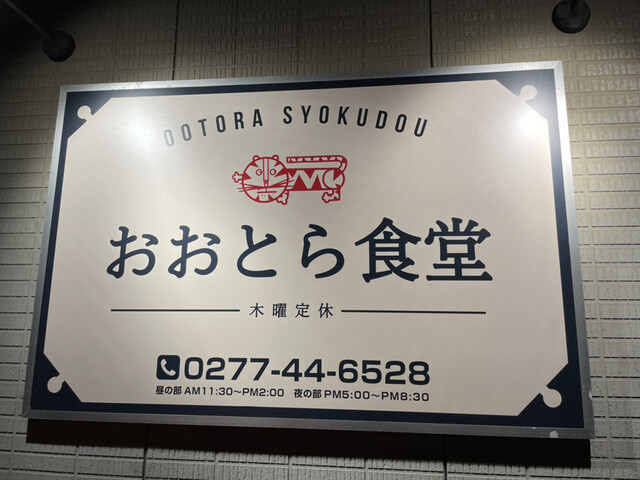 OOTORA SYOKUDOU
おおとら食堂
木曜定休
0277-44-6528
昼の部 AM11:30～PM2:00 夜の部 PM5:00～PM8:30